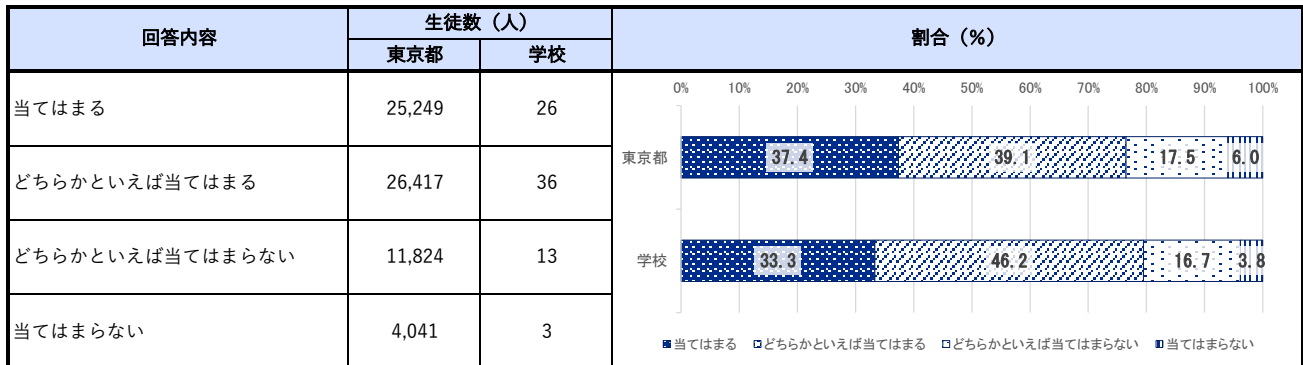 回答内容 生徒数（人） 割合（%）
東京都 学校
当てはまる 25,249 26
どちらかといえば当てはまる 26,417 36
どちらかといえば当てはまらない 11,824 13
当てはまらない 4,041 3
0% 10% 20% 30% 40% 50% 60% 70% 80% 90% 100%
東京都 37.4 39.1 17.5 6.0
学校 33.3 46.2 16.7 3.8
当てはまる どちらかといえば当てはまる どちらかといえば当てはまらない 当てはまらない